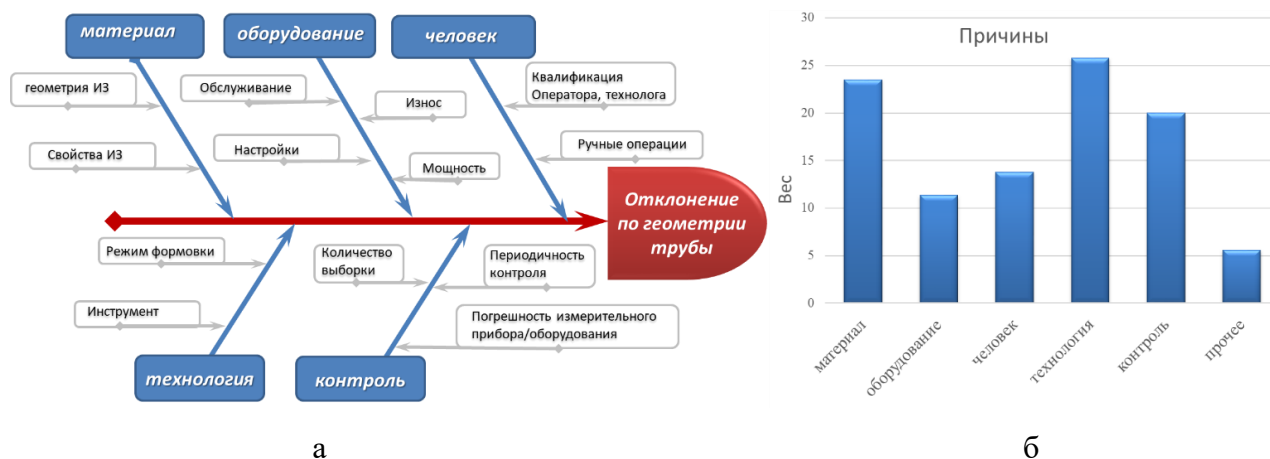 материал
оборудование
человек
геометрия ИЗ
Свойства ИЗ
Обслуживание
Износ
Настройки
Мощность
Квалификация
Оператора, технолога
Ручные операции
Отклонение
по геометрии
трубы
Режим формовки
Инструмент
Количество
выборки
Периодичность
контроля
Погрешность измерительного
прибора/оборудования
технология
контроль
а
Причины
Вес
30
25
20
15
10
5
0
материал
оборудование
человек
технология
контроль
прочее
б